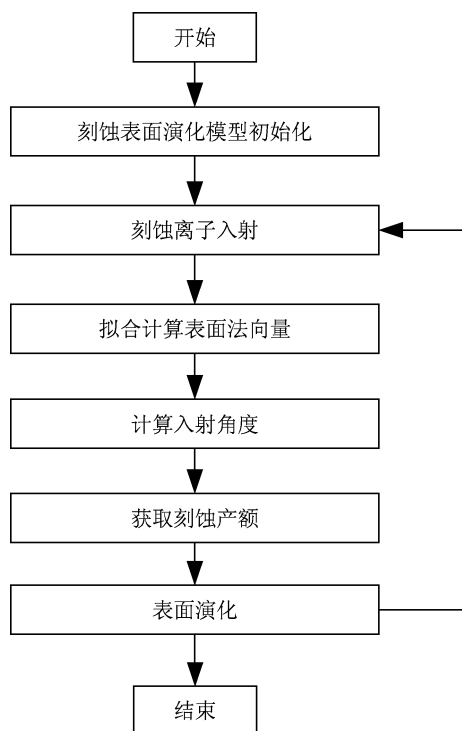 开始
刻蚀表面演化模型初始化
刻蚀离子入射
拟合计算表面法向量
计算入射角度
获取刻蚀产额
表面演化
结束